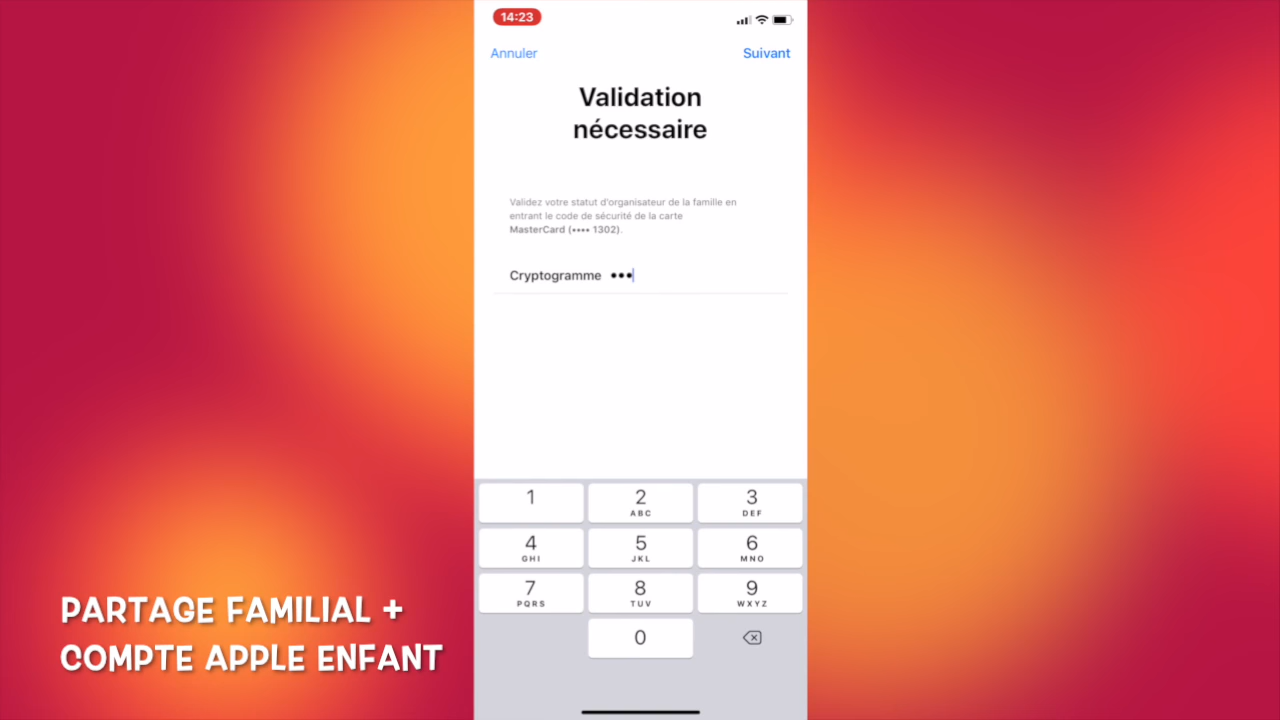 14:23
Annuler
Suivant
Validation
nécessaire
Validez votre statut d'organisateur de la famille en
entrant le code de sécurité de la carte
MasterCard (•••• 1302).
Cryptogramme •••
1
2
3
ABC
DEF
4
5
6
GHI
JKL
MNO
7
8
9
PQRS
TUV
WXYZ
0
PARTAGE FAMILIAL +
COMPTE APPLE ENFANT